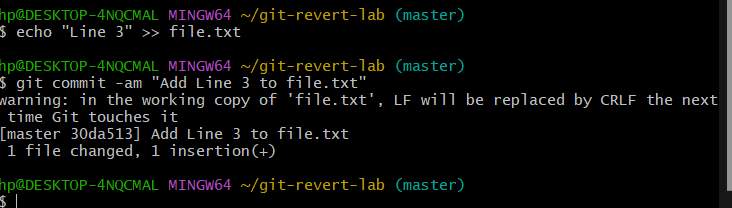 hp@DESKTOP-4NQCMAL MINGW64 ~/git-revert-lab (master)
$ echo "Line 3" >> file.txt
hp@DESKTOP-4NQCMAL MINGW64 ~/git-revert-lab (master)
$ git commit -am "Add Line 3 to file.txt"
warning: in the working copy of 'file.txt', LF will be replaced by CRLF the next
time Git touches it
[master 30da513] Add Line 3 to file.txt
1 file changed, 1 insertion(+)
hp@DESKTOP-4NQCMAL MINGW64 ~/git-revert-lab (master)
$